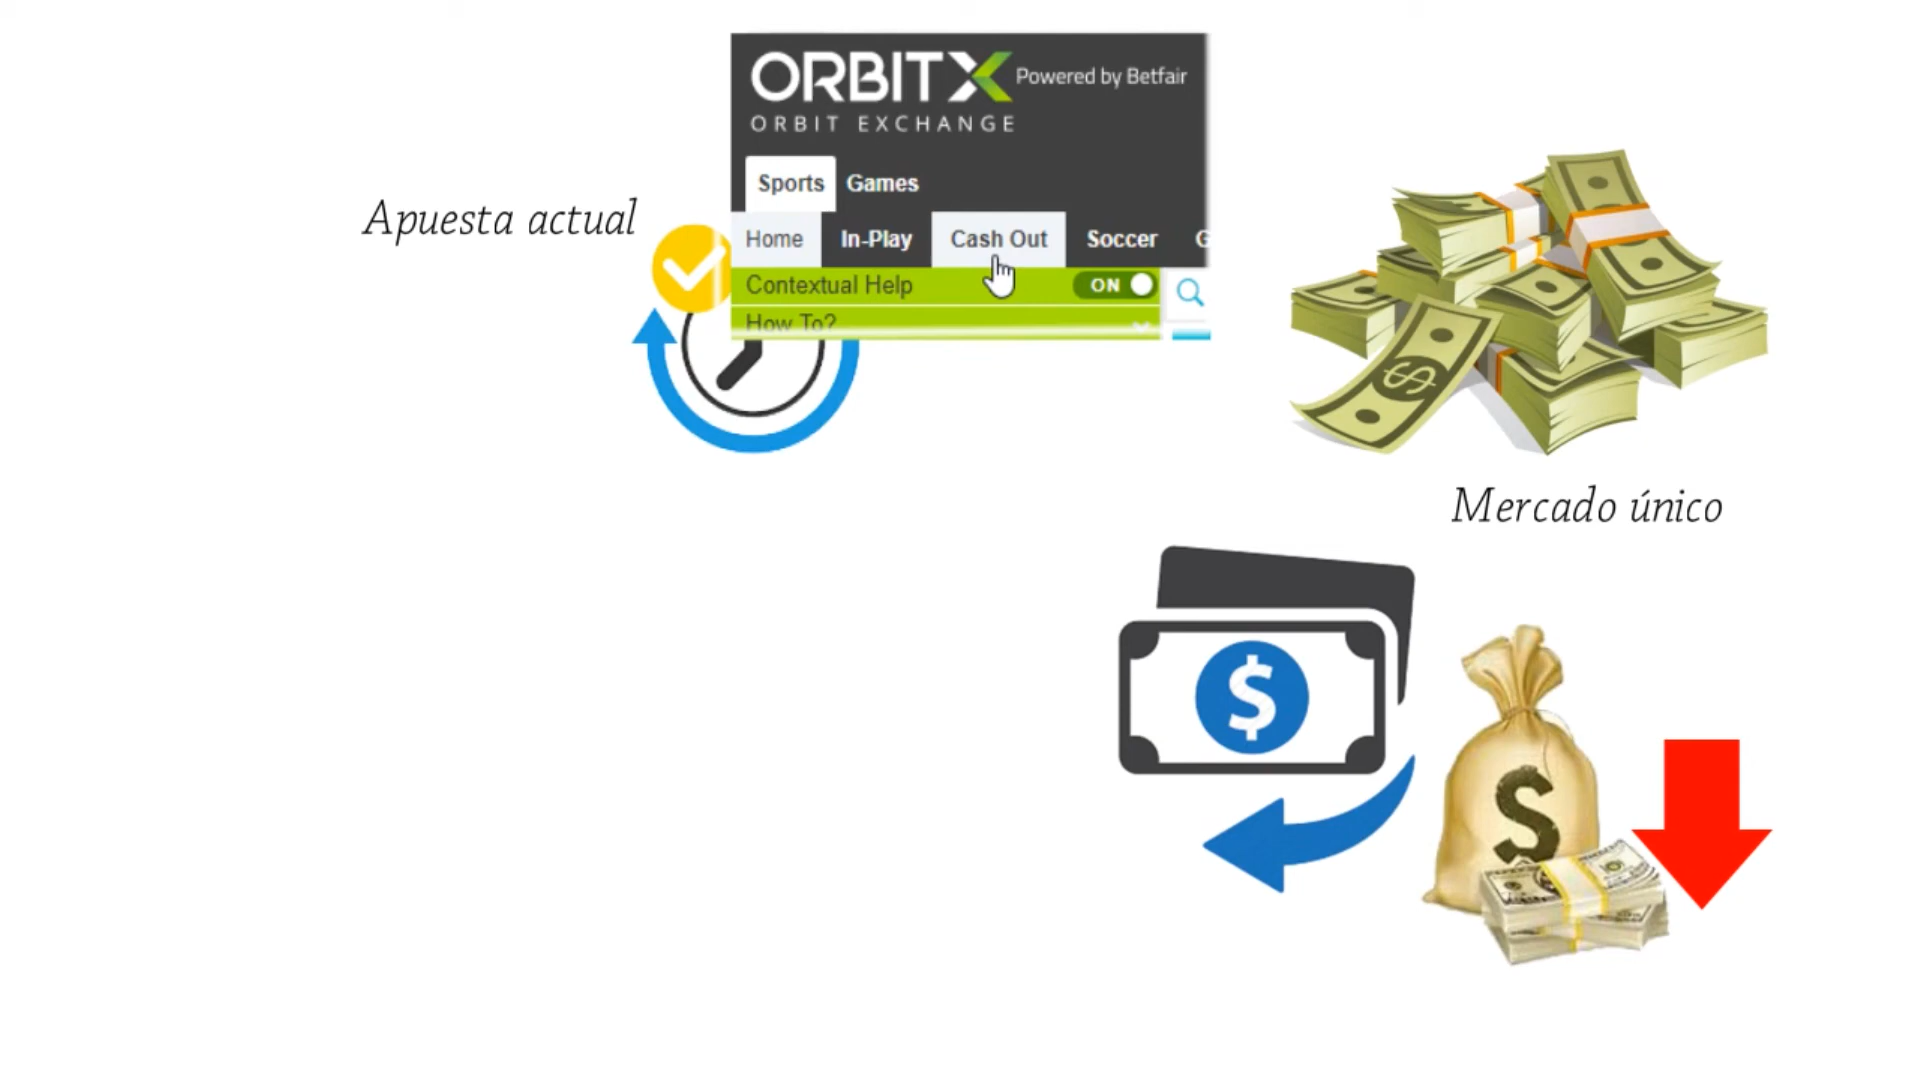 ORBITX Powered by Betfair
ORBIT EXCHANGE
Sports Games
Home In-Play Cash Out Soccer G
Contextual Help ON
How To?
Apuesta actual
Mercado único
$
$
$